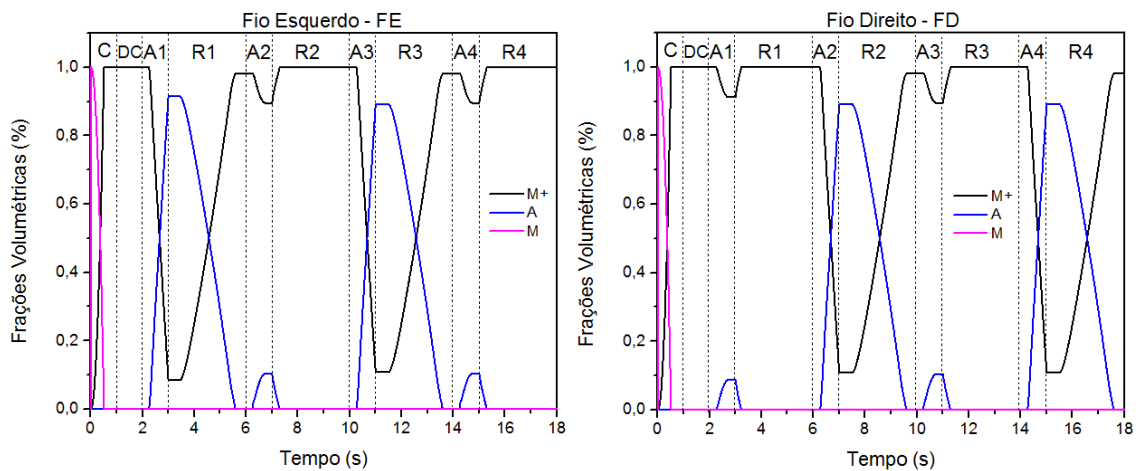 Fio Esquerdo - FE
C DC A1 R1 A2 R2 A3 R3 A4 R4
1,0
0,8
0,6
0,4
0,2
0,0
Frações Volumétricas (%)
M+
A
M
0 2 4 6 8 10 12 14 16 18
Tempo (s)
Fio Direito - FD
C DC A1 R1 A2 R2 A3 R3 A4 R4
1,0
0,8
0,6
0,4
0,2
0,0
Frações Volumétricas (%)
M+
A
M
0 2 4 6 8 10 12 14 16 18
Tempo (s)